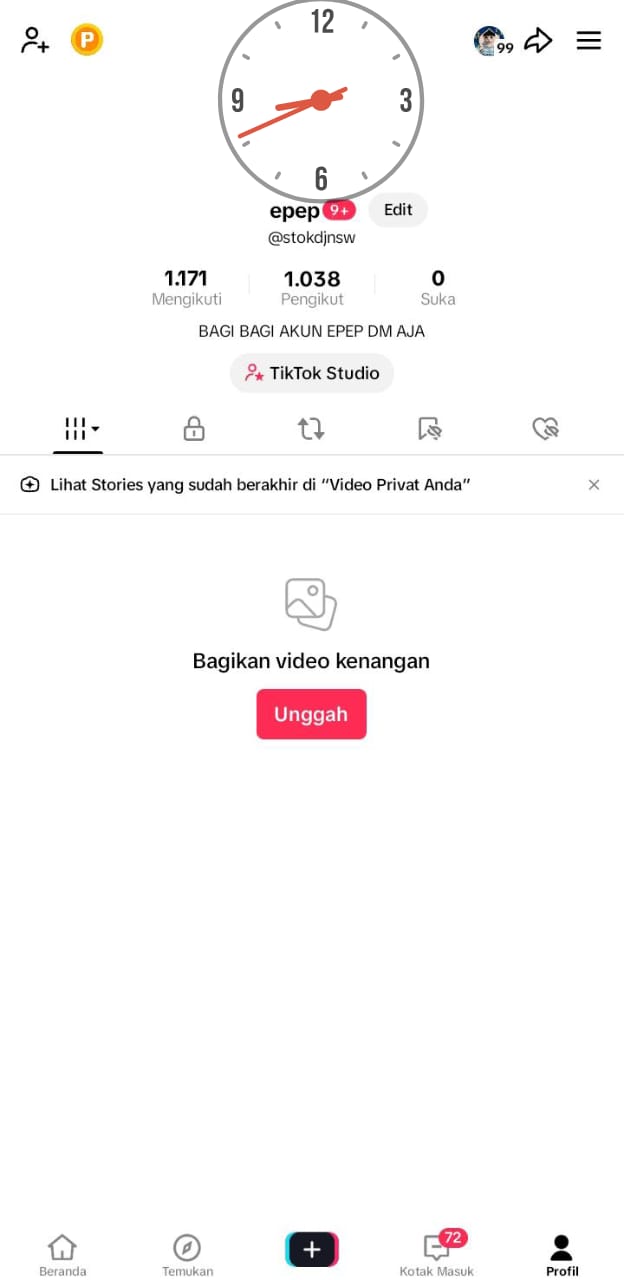 P
99
12
9
3
6
epep 9+ Edit
@stokdjnsw
1.171 1.038 0
Mengikuti Pengikut Suka
BAGI BAGI AKUN EPEP DM AJA
TikTok Studio
Lihat Stories yang sudah berakhir di “Video Privat Anda”
Bagikan video kenangan
Unggah
72
Beranda Temukan Kotak Masuk Profil